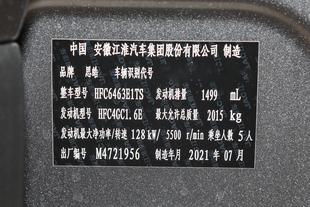 中国 安徽江淮汽车集团股份有限公司 制造
品牌 思皓 车辆识别代号
整车型号 HFC6463E1TS 发动机排量 1499 mL
发动机型号 HFC4GC1.6E 最大允许总质量 2015 kg
发动机最大净功率/转速 128 kW/ 5500 r/min 乘坐人数 5 人
出厂编号 M4721956 制造年月 2021 年 07 月